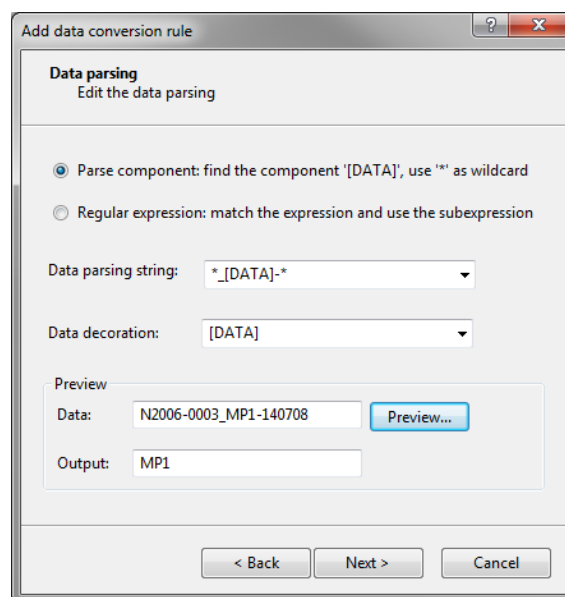 Add data conversion rule
Data parsing
Edit the data parsing
Parse component: find the component '[DATA]', use '*' as wildcard
Regular expression: match the expression and use the subexpression
Data parsing string: *_[DATA]-*
Data decoration: [DATA]
Preview
Data: N2006-0003_MP1-140708 Preview...
Output: MP1
< Back Next > Cancel